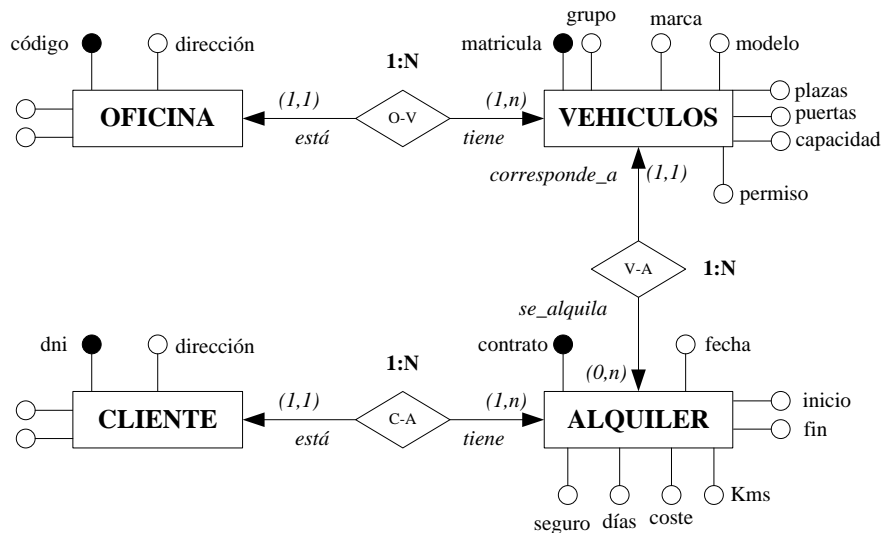 grupo marca
código dirección matricula modelo
1:N
plazas
(1,1) (1,n)
OFICINA O-V VEHICULOS puertas
está tiene capacidad
corresponde_a (1,1)
permiso
V-A 1:N
se_alquila
dni dirección contrato fecha
1:N (0,n)
(1,1) (1,n) inicio
CLIENTE C-A ALQUILER
está tiene fin
seguro días coste Kms